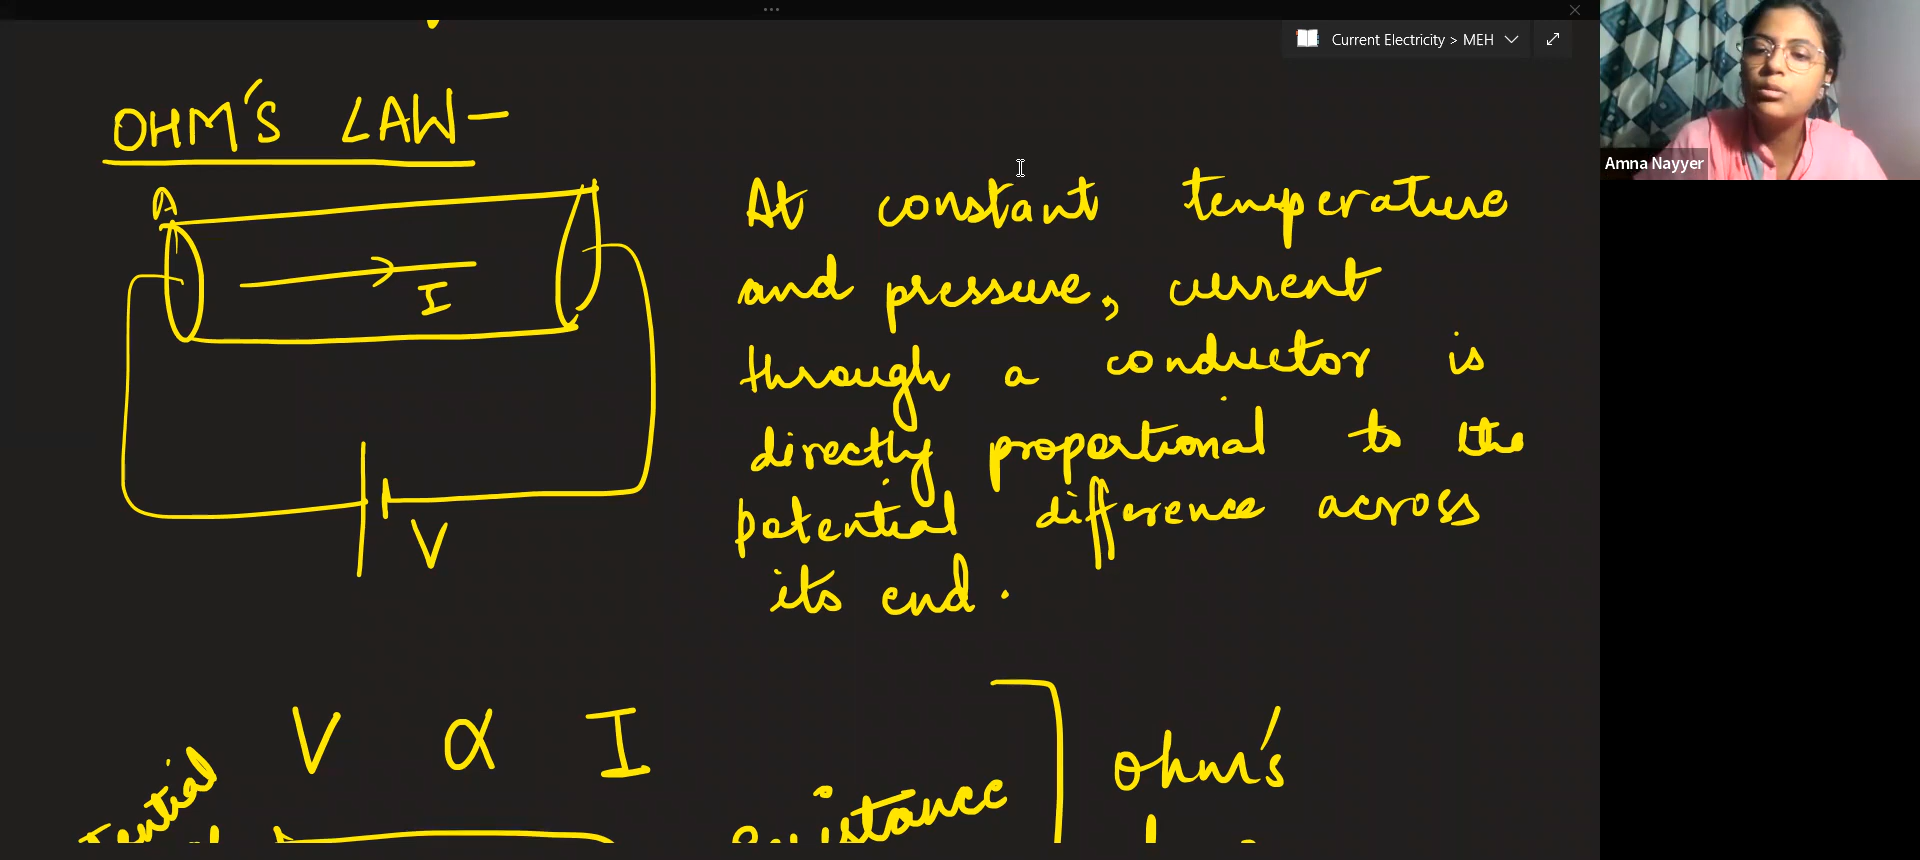 Current Electricity > MEH
Amna Nayyer
OHM'S LAW-
A
I
V
At constant temperature
and pressure, current
through a conductor is
directly proportional to the
potential difference across
its end.
V α I
ohm's